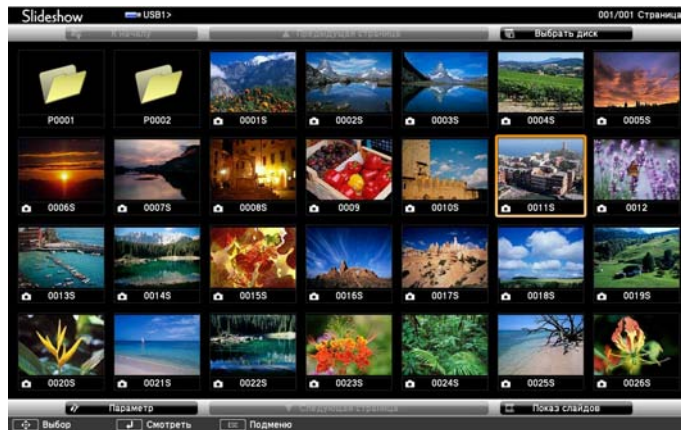 Slideshow USB1> 001/001 Страница
К началу Предыдущая страница Выбрать диск
P0001 P0002 0001S 0002S 0003S 0004S 0005S
0006S 0007S 0008S 0009 0010S 0011S 0012
0013S 0014S 0015S 0016S 0017S 0018S 0019S
0020S 0021S 0022S 0023S 0024S 0025S 0026S
Параметр Следующая страница Показ слайдов
Выбор Смотреть Подменю